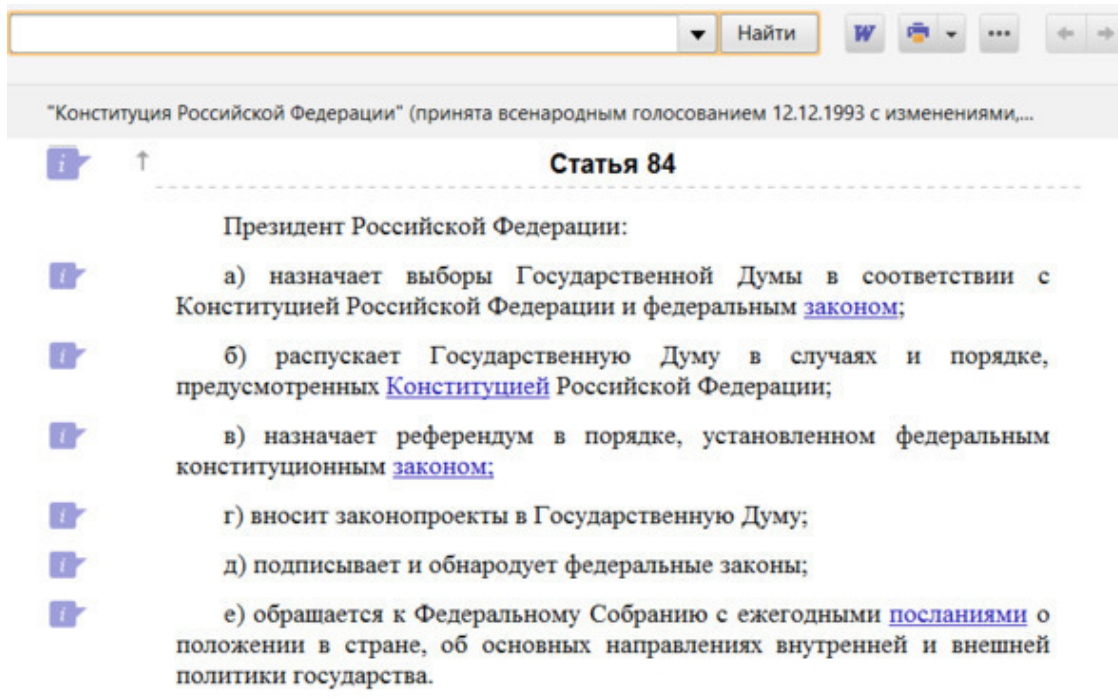 Найти
W
"Конституция Российской Федерации" (принята всенародным голосованием 12.12.1993 с изменениями,...
i
Статья 84
Президент Российской Федерации:
i
а) назначает выборы Государственной Думы в соответствии с
Конституцией Российской Федерации и федеральным законом;
i
б) распускает Государственную Думу в случаях и порядке,
предусмотренных Конституцией Российской Федерации;
i
в) назначает референдум в порядке, установленном федеральным
конституционным законом;
i
г) вносит законопроекты в Государственную Думу;
i
д) подписывает и обнародует федеральные законы;
i
е) обращается к Федеральному Собранию с ежегодными посланиями о
положении в стране, об основных направлениях внутренней и внешней
политики государства.